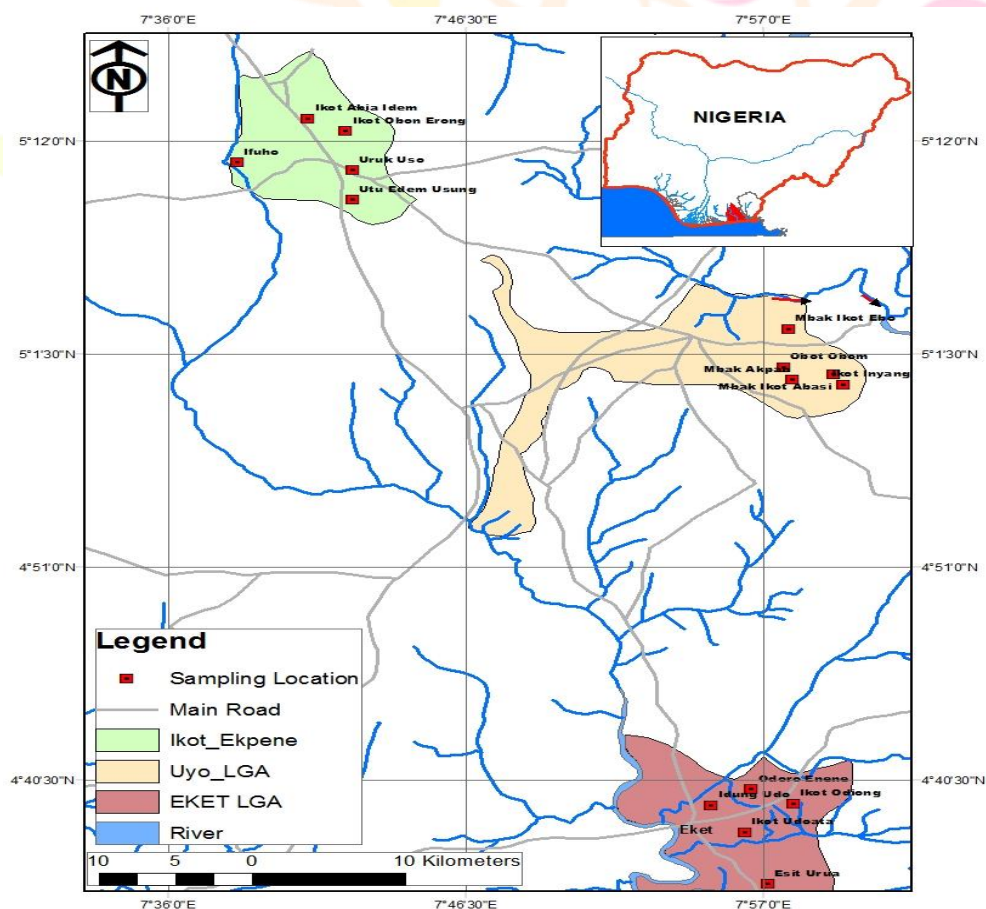 7°36'0"E 7°46'30"E 7°57'0"E
N
NIGERIA
Ikot Abia Idem
Ikot Obon Erong
5°12'0"N 5°12'0"N
Ifuho
Uruk Uso
Utu Edem Usung
Mbak Ikot Ebo
5°1'30"N 5°1'30"N
Obot Obom
Mbak Akpan
Ikot Inyang
Mbak Ikot Abasi
4°51'0"N 4°51'0"N
Legend
Sampling Location
Main Road
Ikot_Ekpene
Uyo_LGA
EKET LGA
River
4°40'30"N 4°40'30"N
Odoro Enene
Idung Udo
Ikot Odiong
Ikot Udoata
Eket
Esit Urua
10 5 0 10 Kilometers
7°36'0"E 7°46'30"E 7°57'0"E